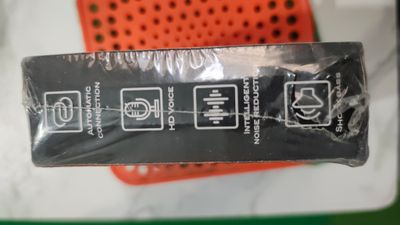 AUTOMATIC
CONNECTION
HD VOICE
INTELLIGENT
NOISE REDUCTION